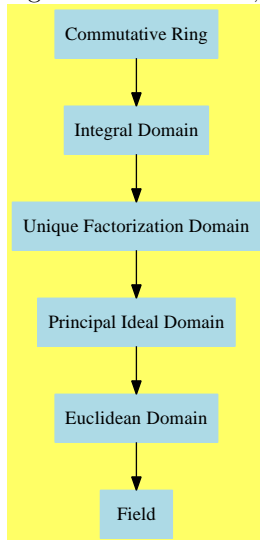 Commutative Ring
Integral Domain
Unique Factorization Domain
Principal Ideal Domain
Euclidean Domain
Field